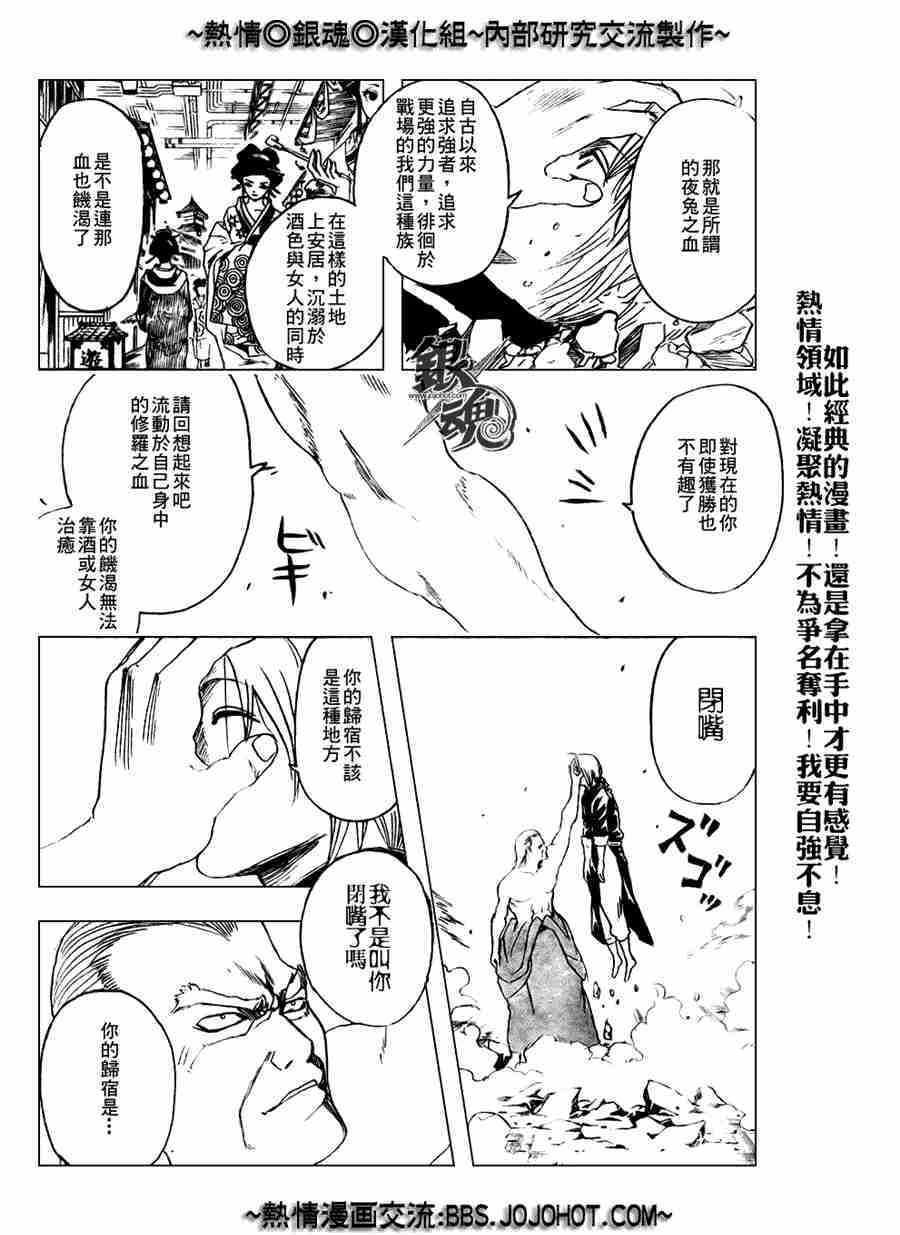 ~熱情◎銀魂◎漢化組~內部研究交流製作~
那就是所謂
的夜兔之血
自古以來
追求強者，追求
更強的力量，徘徊於
戰場的我們這種族
在這樣的土地
上安居，沉溺於
酒色與女人的同時
是不是連那
血也饑渴了
遊
銀魂
www.jojohot.com
對現在的你
即使獲勝也
不有趣了
ビキ
請回想起來吧
流動於自己身中
的修羅之血
你的饑渴無法
靠酒或女人
治癒
閉嘴
ズズゴゴ
你的歸宿不該
是這種地方
我不是叫你
閉嘴了嗎
你的歸宿是…
如此經典的漫畫！還是拿在手中才更有感覺！
熱情領域！凝聚熱情！不為爭名奪利！我要自強不息！
~熱情漫画交流:BBS.JOJOHOT.COM~